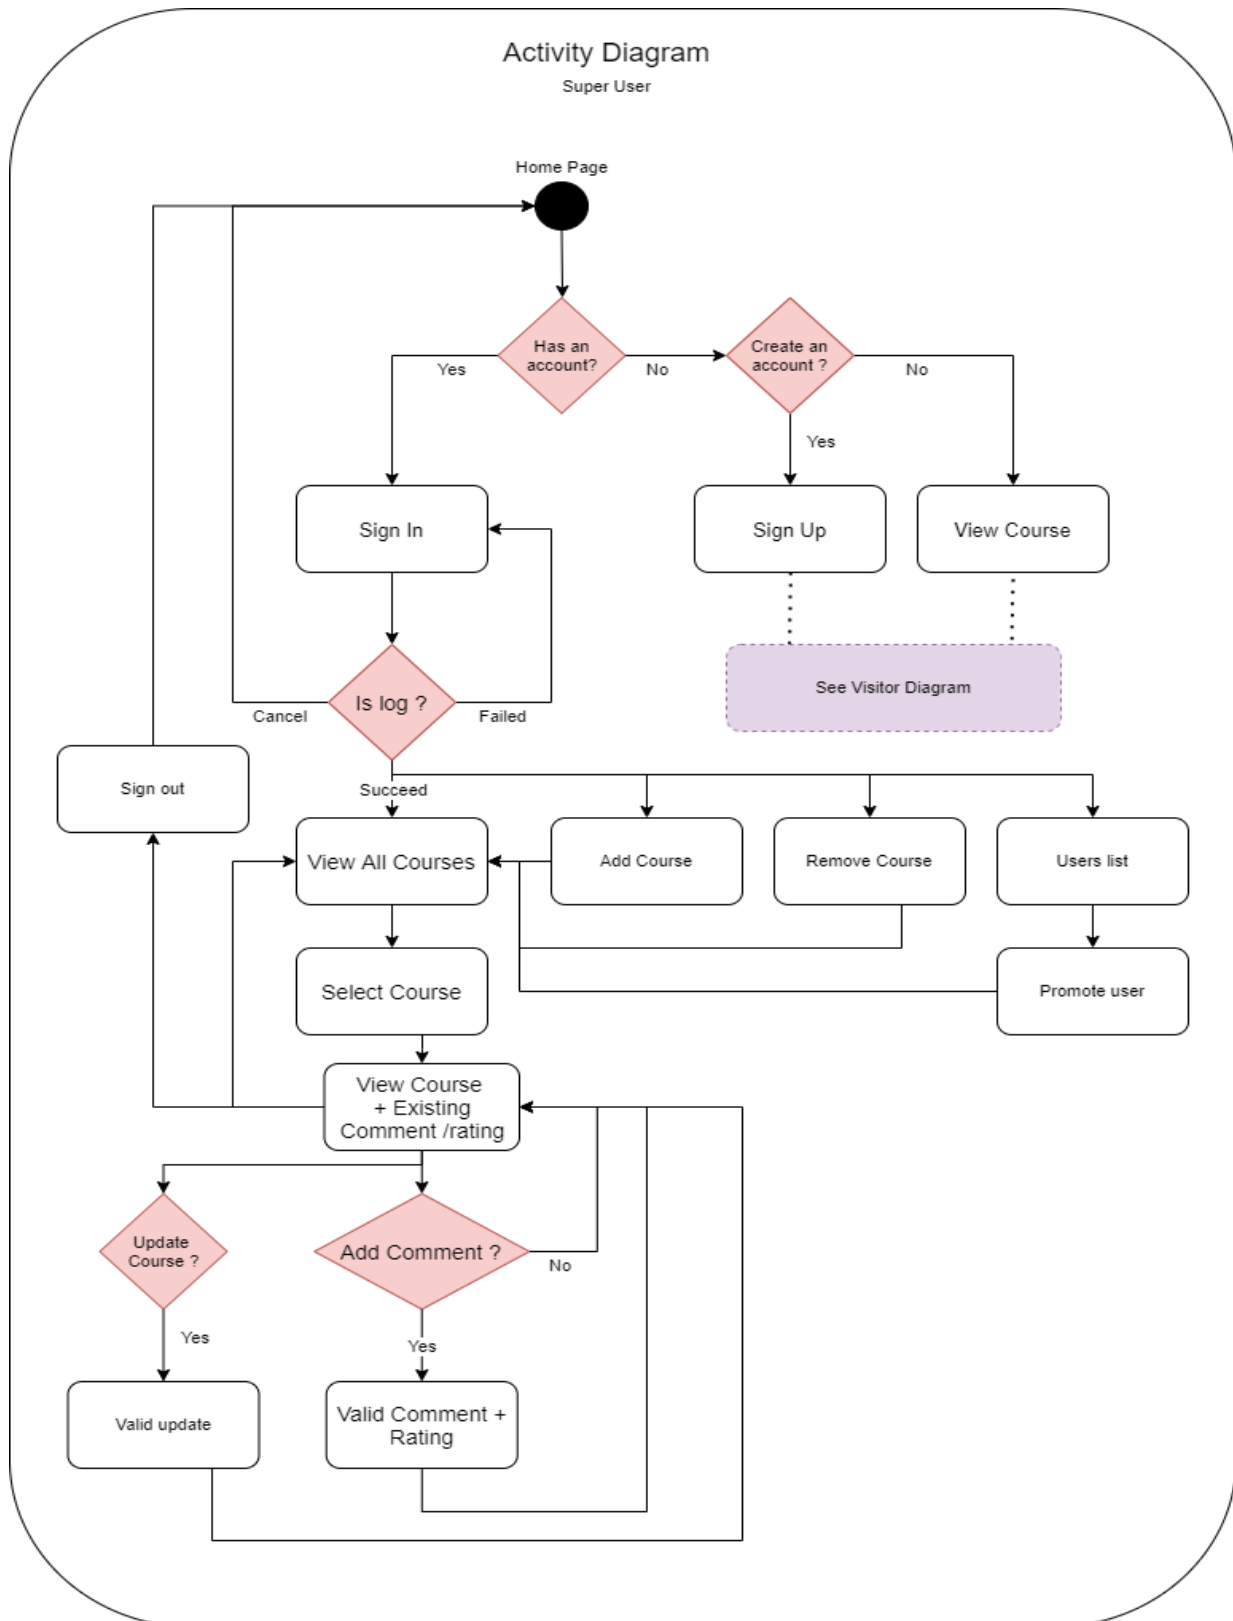 Activity Diagram
Super User
Home Page
Has an
account?
Create an
account ?
Yes
No
No
Yes
Sign In
Sign Up
View Course
Is log ?
See Visitor Diagram
Cancel
Failed
Sign out
Succeed
View All Courses
Add Course
Remove Course
Users list
Select Course
Promote user
View Course
+ Existing
Comment /rating
Update
Course ?
Add Comment ?
No
Yes
Yes
Valid update
Valid Comment +
Rating